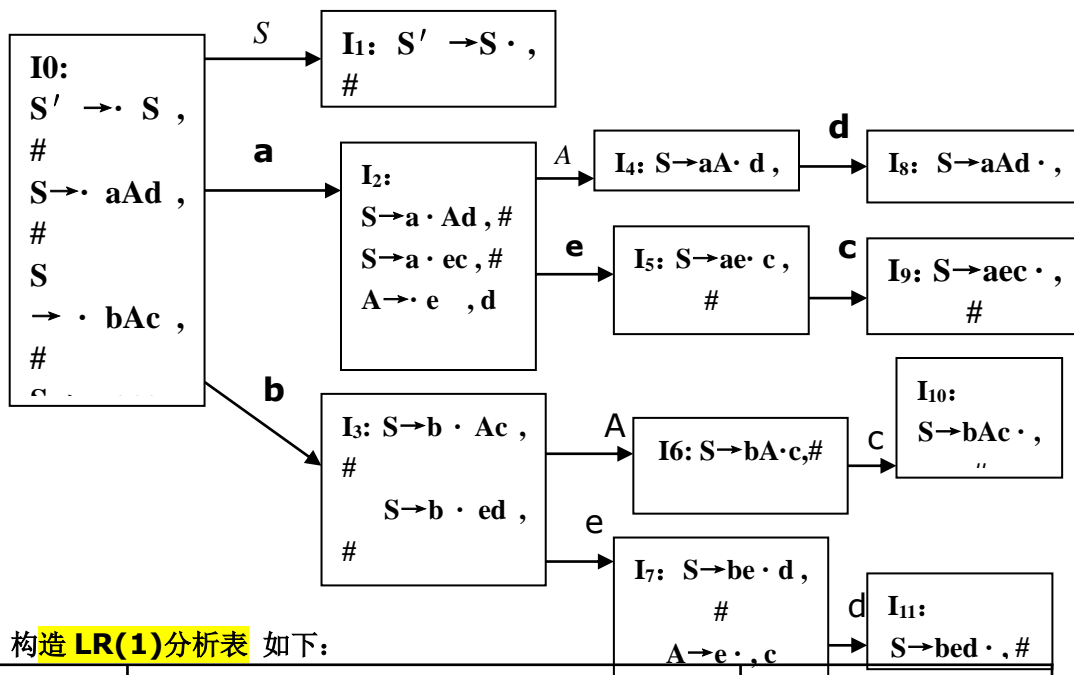 I0:
S′ →· S ,
#
S→· aAd ,
#
S
→ · bAc ,
#
S
I1: S′ →S · ,
#
a
I2:
S→a · Ad , #
S→a · ec , #
A→· e , d
A
I4: S→aA· d ,
d
I8: S→aAd · ,
e
I5: S→ae· c ,
#
c
I9: S→aec · ,
#
b
I3: S→b · Ac ,
#
S→b · ed ,
#
A
I6: S→bA·c,#
c
I10:
S→bAc · ,
e
I7: S→be · d ,
#
A→e · , c
d
I11:
S→bed · , #
构造 LR(1)分析表 如下：